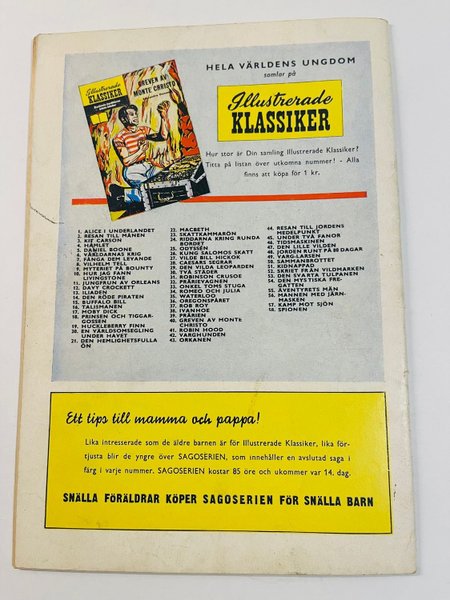 HELA VÄRLDENS UNGDOM
samlar på
Illustrerade
KLASSIKER
Illustrerade
KLASSIKER
GREVEN AV
MONTE CHRISTO
Hur stor är Din samling Illustrerade Klassiker?
Titta på listan över utkomna nummer! - Alla
finns att köpa för 1 kr.
1. ALICE I UNDERLANDET
2. RESAN TILL MÅNEN
3. KIT CARSON
4. HAMLET
5. DANIEL BOONE
6. VÄRLDARNAS KRIG
7. FÅNGA DEM LEVANDE
8. VILHELM TELL
9. MYTERIET PÅ BOUNTY
10. HUR JAG FANN
LIVINGSTONE
11. JUNGFRUN AV ORLEANS
12. DAVY CROCKETT
13. ILIADEN
14. DEN RÖDE PIRATEN
15. BUFFALO BILL
16. TALISMANEN
17. MOBY DICK
18. PRINSEN OCH TIGGAR-
GOSSEN
19. HUCKLEBERRY FINN
20. EN VÄRLDSOMSEGLING
UNDER HAVET
21. DEN HEMLIGHETSFULLA
ÖN
22. MACBETH
23. SKATTKAMMARÖN
24. RIDDARNA KRING RUNDA
BORDET
25. ODYSSÉN
26. KUNG SALOMOS SKATT
27. VILDE BILL HICKOK
28. CAESARS SEGRAR
29. DEN VILDA LEOPARDEN
30. TVÅ STÄDER
31. ROBINSON CRUSOE
32. PRÄRIEVAGNEN
33. ONKEL TOMS STUGA
34. ROMEO OCH JULIA
35. WATERLOO
36. OREGONSPÅRET
37. ROB ROY
38. IVANHOE
39. PRÄRIEN
40. GREVEN AV MONTE
CHRISTO
41. ROBIN HOOD
42. VARGHUNDEN
43. ORKANEN
44. RESAN TILL JORDENS
MEDELPUNKT
45. UNDER TVÅ FANOR
46. TIDSMASKINEN
47. DEN LILLE VILDEN
48. JORDEN RUNT PÅ 80 DAGAR
49. VARG-LARSEN
50. SAMMANBROTTET
51. KIDNAPPAD
52. SKRIET FRÅN VILDMARKEN
53. DEN SVARTA TULPANEN
54. DEN MYSTISKA FRE-
GATTEN
55. ÄVENTYRETS MÄN
56. MANNEN MED JÄRN-
MASKEN
57. KAMP MOT SJÖN
58. SPIONEN
Ett tips till mamma och pappa!
Lika intresserade som de äldre barnen är för Illustrerade Klassiker, lika för-
tjusta blir de yngre över SAGOSERIEN, som innehåller en avslutad saga i
färg i varje nummer. SAGOSERIEN kostar 85 öre och ukommer var 14. dag.
SNÄLLA FÖRÄLDRAR KÖPER SAGOSERIEN FÖR SNÄLLA BARN